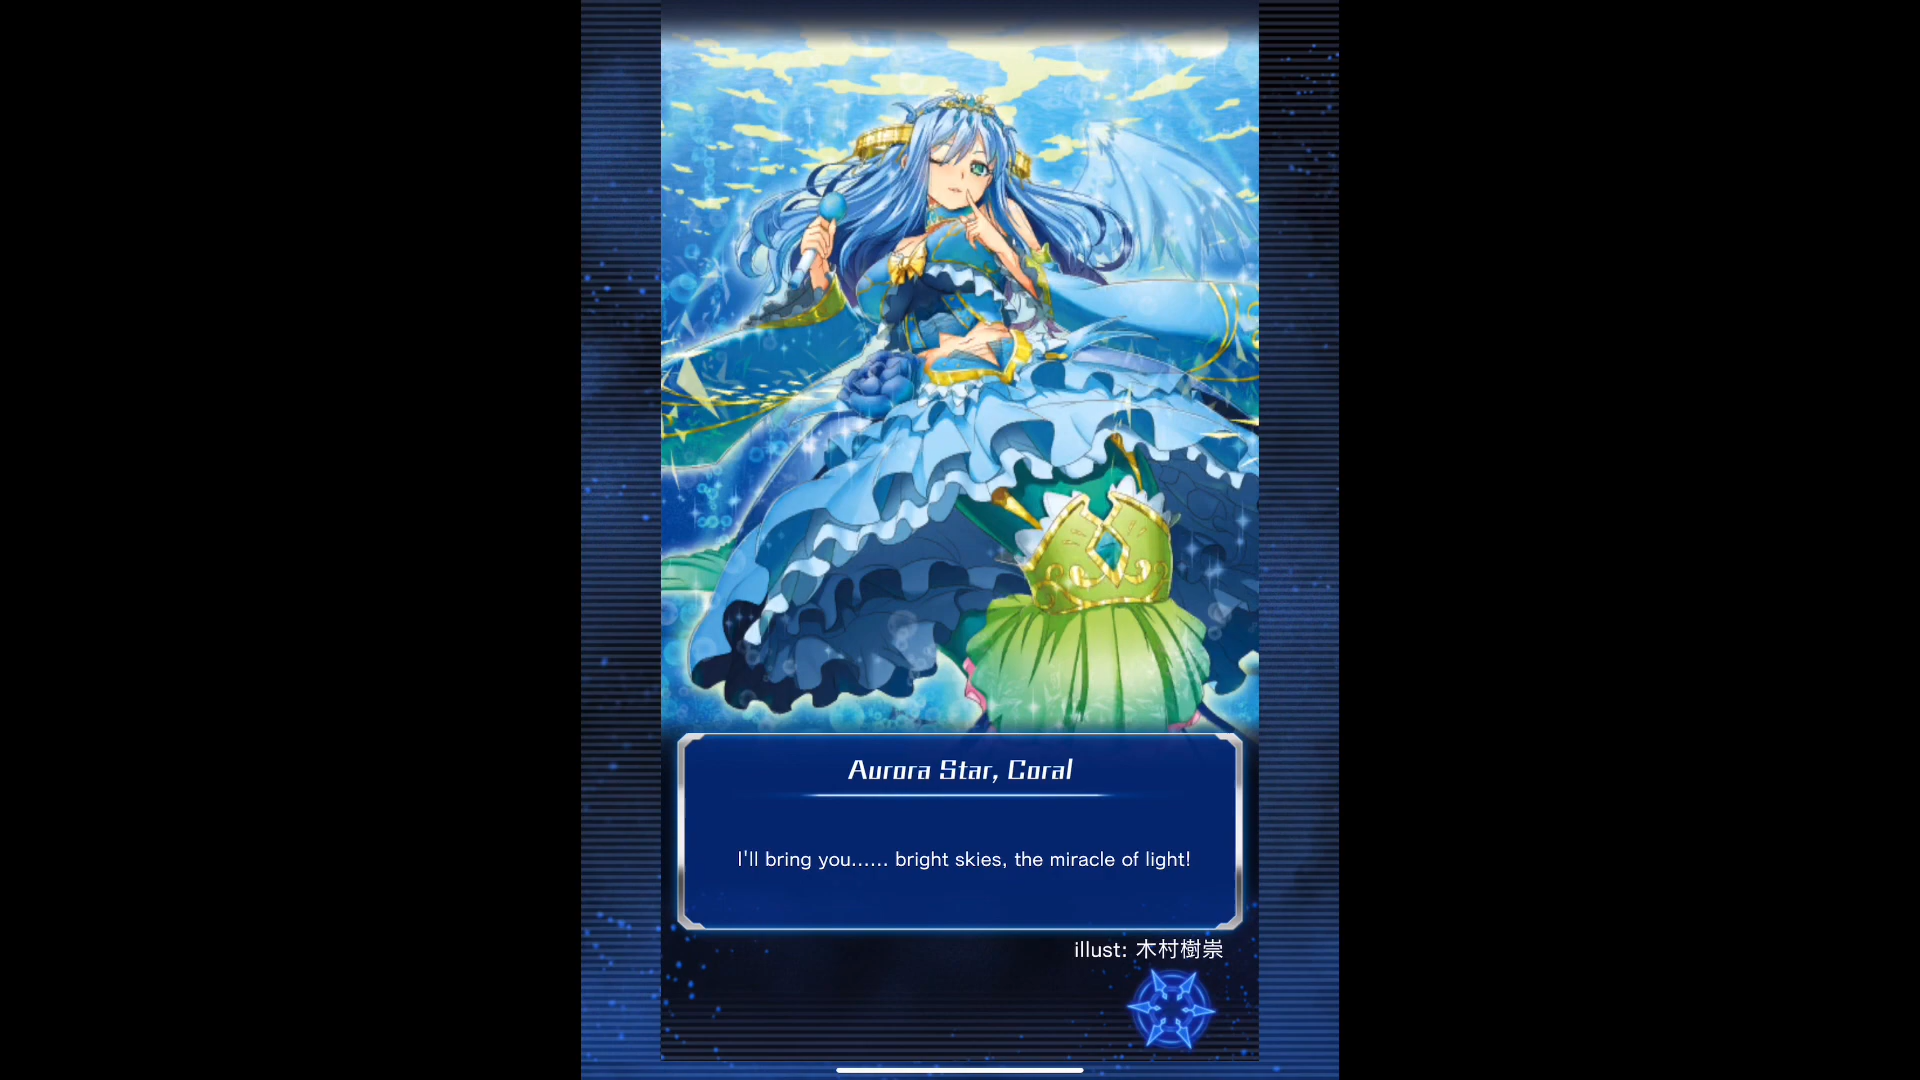 Aurora Star, Coral
I'll bring you...... bright skies, the miracle of light!
illust: 木村樹崇